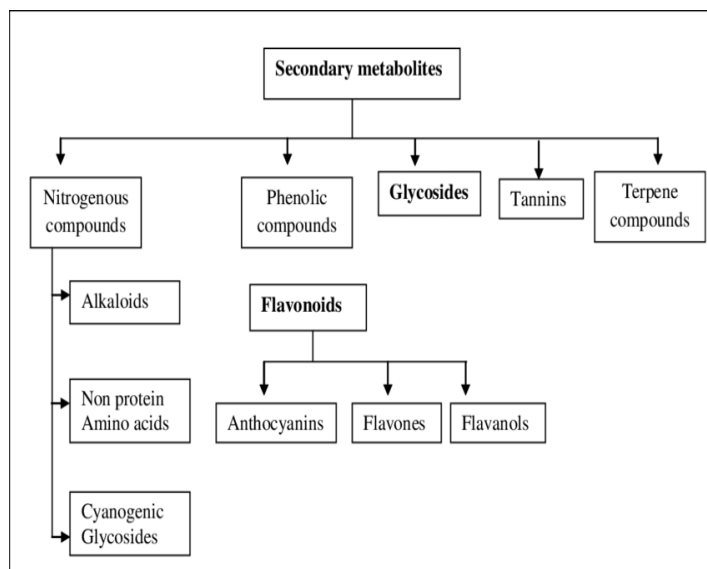 Secondary metabolites
Nitrogenous
compounds
Phenolic
compounds
Glycosides
Tannins
Terpene
compounds
Alkaloids
Non protein
Amino acids
Cyanogenic
Glycosides
Flavonoids
Anthocyanins
Flavones
Flavanols